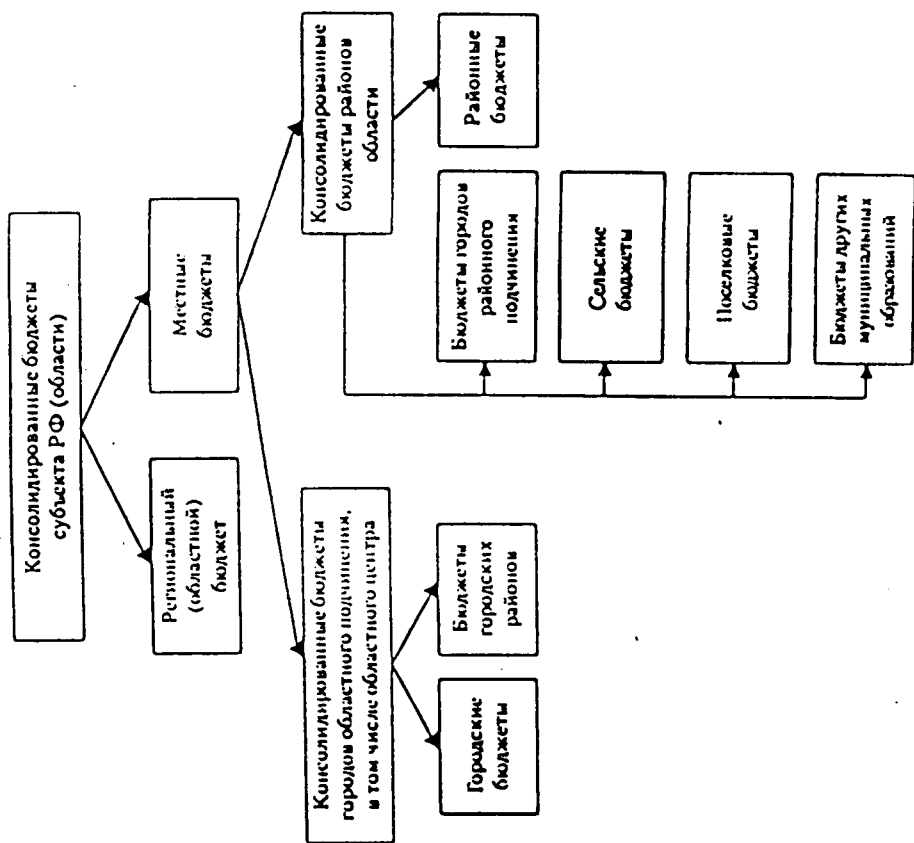 Консолидированные бюджеты
субъекта РФ (области)
Региональный
(областной)
бюджет
Местные
бюджеты
Консолидированные бюджеты
городов областного подчинения,
в том числе областного центра
Консолидированные
бюджеты районов
области
Городские
бюджеты
Бюджеты
городских
районов
Бюджеты городов
районного
подчинения
Районные
бюджеты
Сельские
бюджеты
Поселковые
бюджеты
Бюджеты других
муниципальных
образований